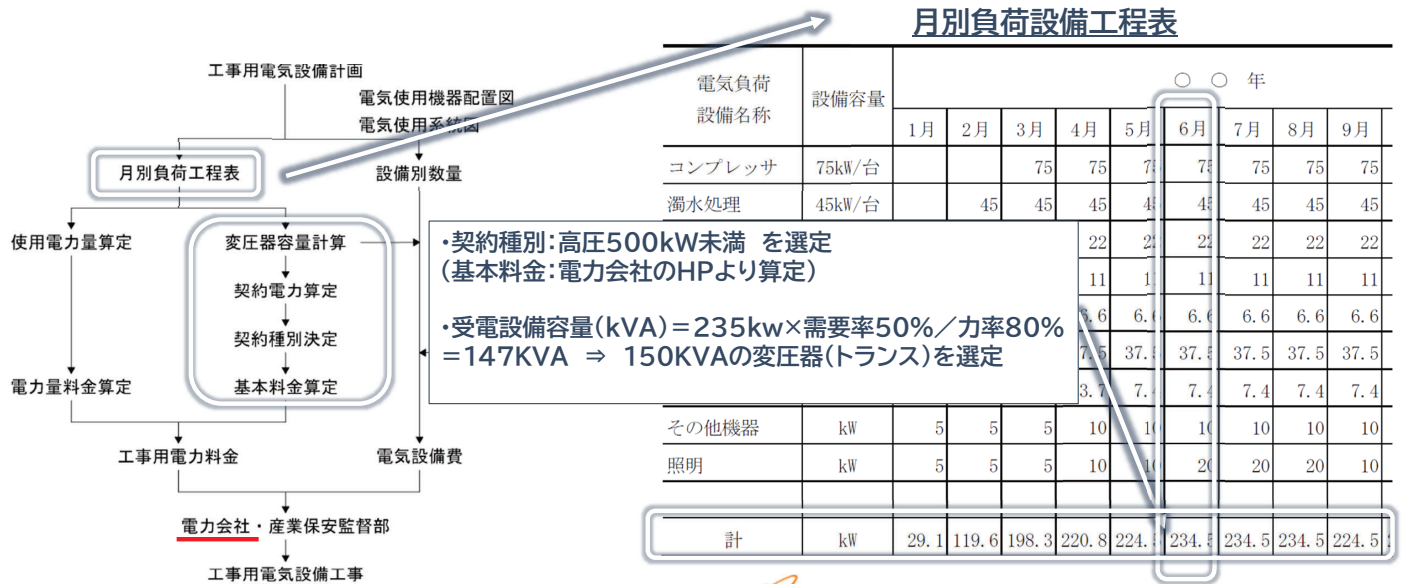 工事用電気設備計画
電気使用機器配置図
電気使用系統図
月別負荷工程表
設備別数量
使用電力量算定
変圧器容量計算
契約電力算定
契約種別決定
電力量料金算定
基本料金算定
工事用電力料金
電気設備費
電力会社・産業保安監督部
工事用電気設備工事
・契約種別:高圧500kW未満 を選定
(基本料金:電力会社のHPより算定)
・受電設備容量(kVA)=235kw×需要率50%/力率80%
=147KVA ⇒ 150KVAの変圧器(トランス)を選定
月別負荷設備工程表
電気負荷 設備容量 ○ ○ 年
設備名称 1月 2月 3月 4月 5月 6月 7月 8月 9月
コンプレッサ 75kW/台 75 75 75 75 75 75 75
濁水処理 45kW/台 45 45 45 45 45 45 45 45
22 22 22 22 22 22
11 11 11 11 11 11
6.6 6.6 6.6 6.6 6.6 6.6
7.5 37.5 37.5 37.5 37.5 37.5
3.7 7.4 7.4 7.4 7.4 7.4
その他機器 kW 5 5 5 10 10 10 10 10 10
照明 kW 5 5 5 10 10 20 20 20 10
計 kW 29.1 119.6 198.3 220.8 224.5 234.5 234.5 234.5 224.5